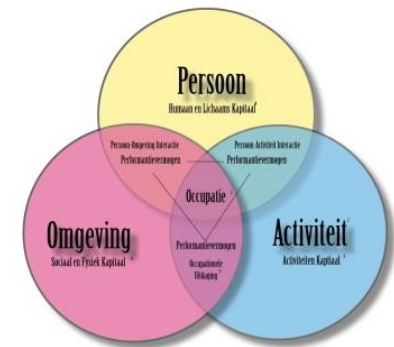 Persoon
Humaan en Lichaams Kapitaal
Persoon-Omgeving Interactie
Performantievermogen
Persoon-Activiteit Interactie
Performantievermogen
Occupatie
Omgeving
Sociaal en Fysiek Kapitaal
Activiteit
Activiteiten Kaptiaal
Performantievermogen
Occupationele
Uitdaging